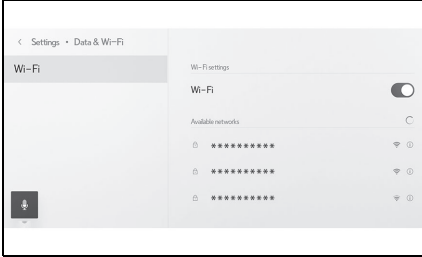 Settings • Data & Wi-Fi
Wi-Fi
Wi-Fi settings
Wi-Fi
Available networks
**********
**********
**********